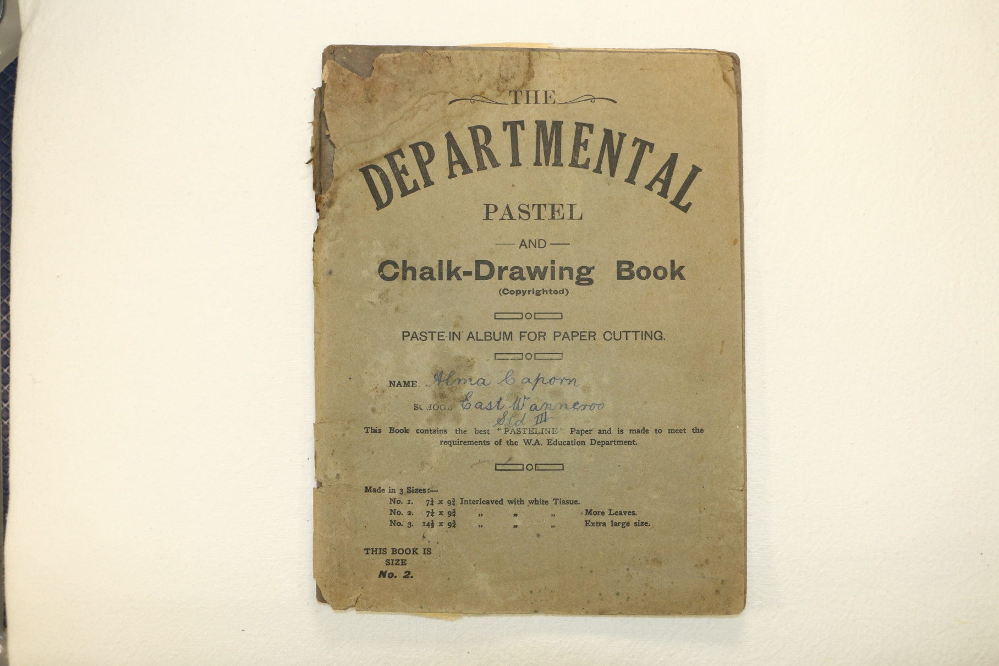 THE
DEPARTMENTAL
PASTEL
— AND —
Chalk-Drawing Book
(Copyrighted)
PASTE-IN ALBUM FOR PAPER CUTTING.
NAME Alma Caporn
SCHOOL East Wanneroo
Std III
This Book contains the best "PASTELINE" Paper and is made to meet the
requirements of the W.A. Education Department.
Made in 3 Sizes:—
No. 1. 7¼ x 9¾ Interleaved with white Tissue.
No. 2. 7¼ x 9¾ „ „ „ More Leaves.
No. 3. 14½ x 9¾ „ „ „ Extra large size.
THIS BOOK IS
SIZE
No. 2.